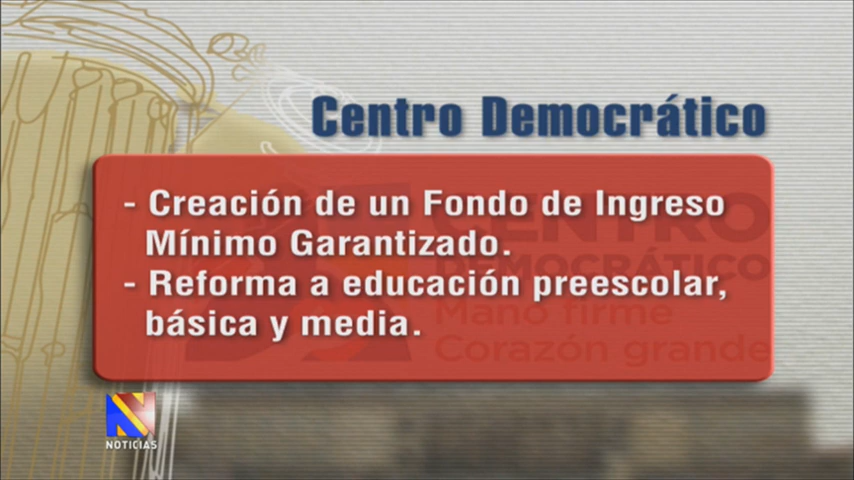 Centro Democrático
- Creación de un Fondo de Ingreso
Mínimo Garantizado.
- Reforma a educación preescolar,
básica y media.
CENTRO
DEMOCRÁTICO
Mano firme
Corazón grande
NOTICIAS